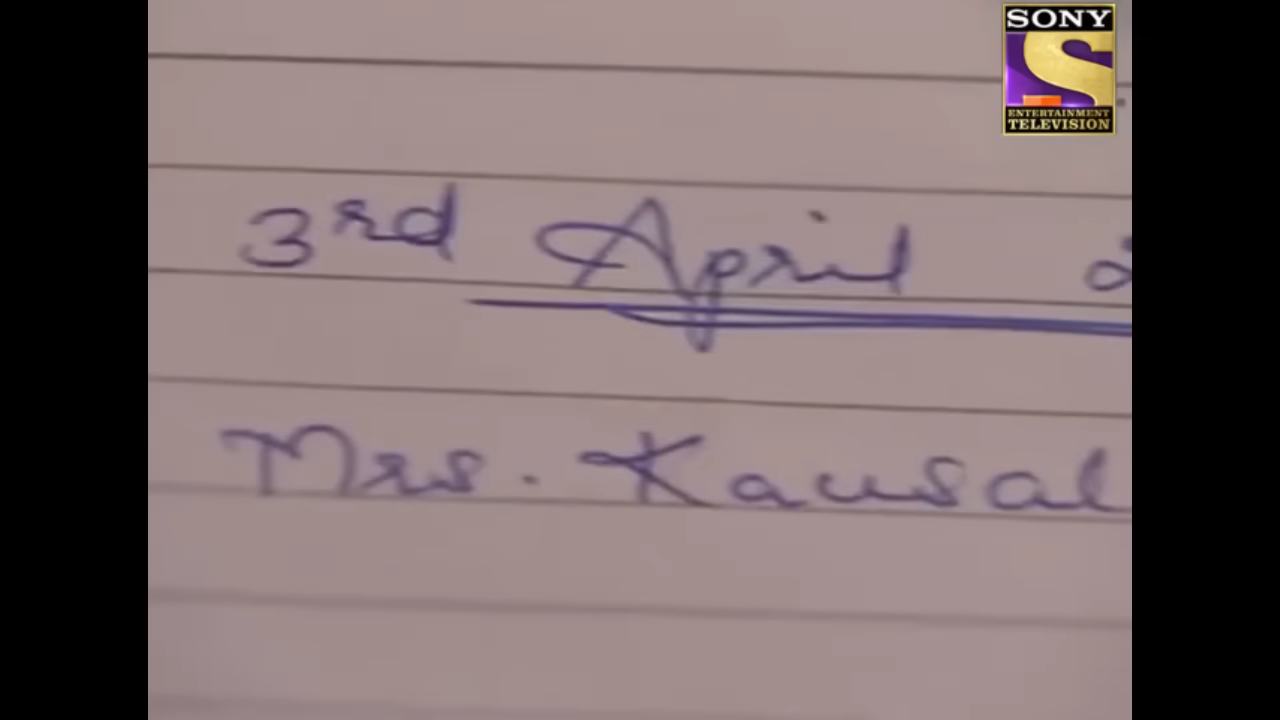 SONY
ENTERTAINMENT
TELEVISION
3rd April
Mrs. Kausal